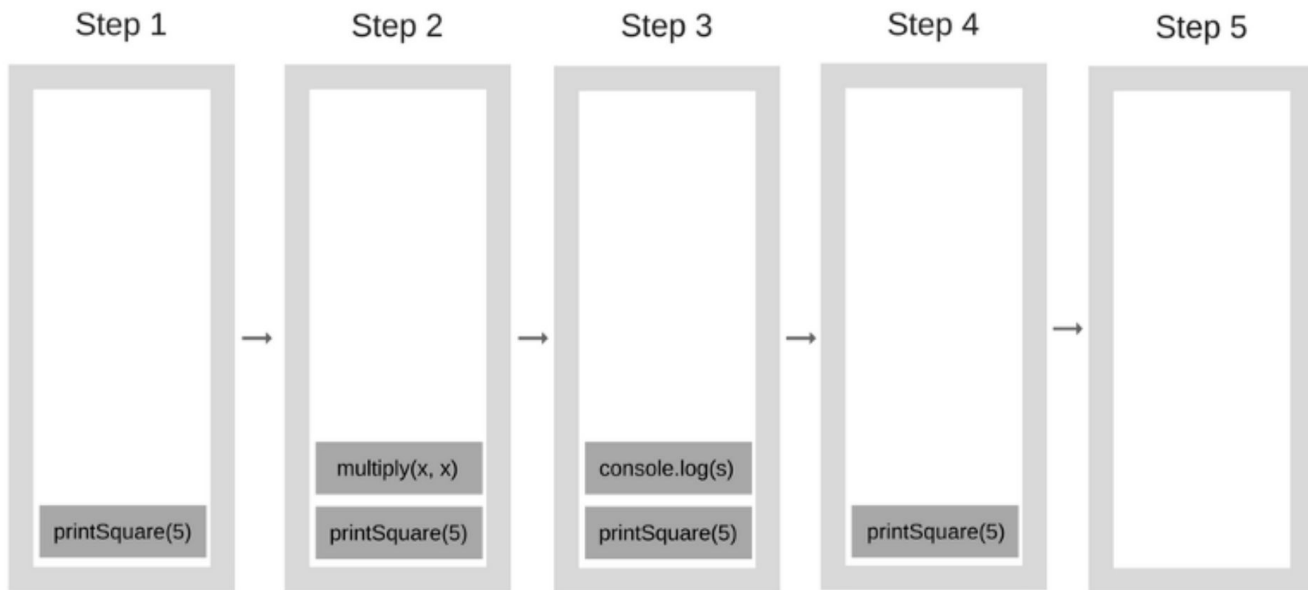 Step 1
Step 2
Step 3
Step 4
Step 5
multiply(x, x)
console.log(s)
printSquare(5)
printSquare(5)
printSquare(5)
printSquare(5)